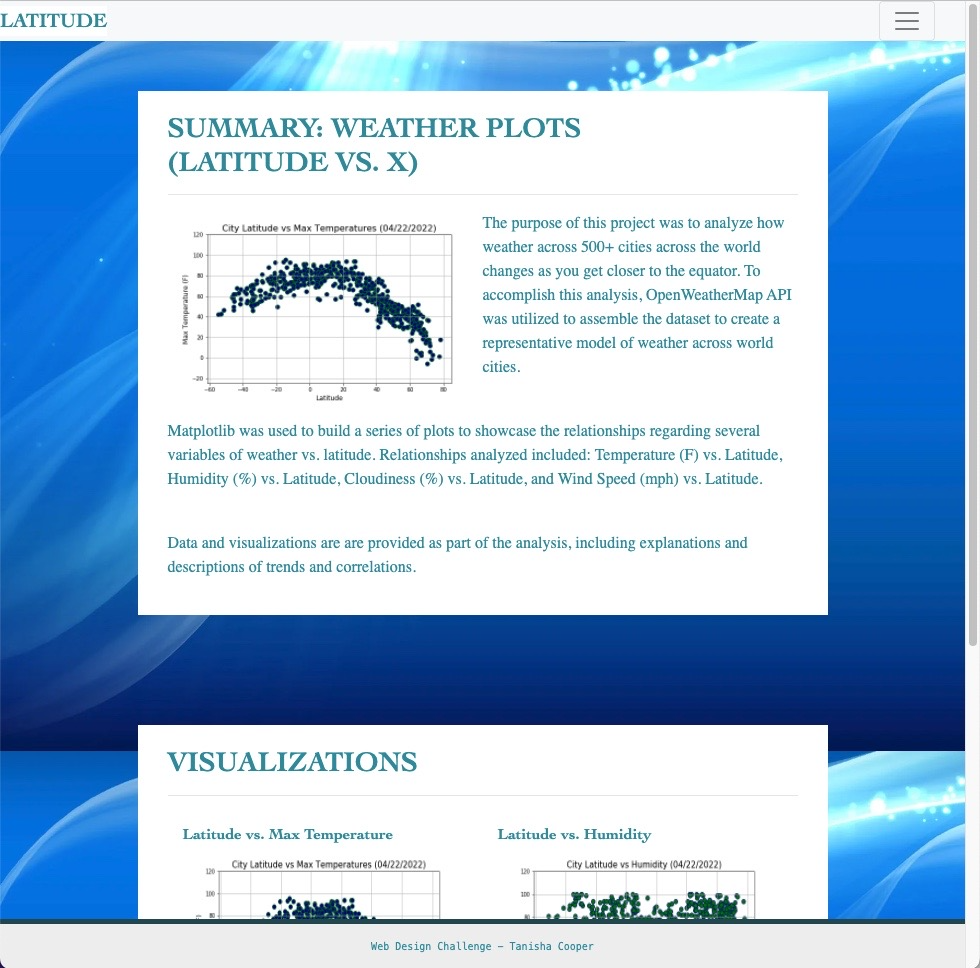 LATITUDE
SUMMARY: WEATHER PLOTS
(LATITUDE VS. X)
City Latitude vs Max Temperatures (04/22/2022)
120
100
80
60
40
20
0
−20
Max Temperature (F)
−60 −40 −20 0 20 40 60 80
Latitude
The purpose of this project was to analyze how
weather across 500+ cities across the world
changes as you get closer to the equator. To
accomplish this analysis, OpenWeatherMap API
was utilized to assemble the dataset to create a
representative model of weather across world
cities.
Matplotlib was used to build a series of plots to showcase the relationships regarding several
variables of weather vs. latitude. Relationships analyzed included: Temperature (F) vs. Latitude,
Humidity (%) vs. Latitude, Cloudiness (%) vs. Latitude, and Wind Speed (mph) vs. Latitude.
Data and visualizations are are provided as part of the analysis, including explanations and
descriptions of trends and correlations.
VISUALIZATIONS
Latitude vs. Max Temperature
City Latitude vs Max Temperatures (04/22/2022)
120
100
80
Latitude vs. Humidity
City Latitude vs Humidity (04/22/2022)
120
100
80
Web Design Challenge — Tanisha Cooper